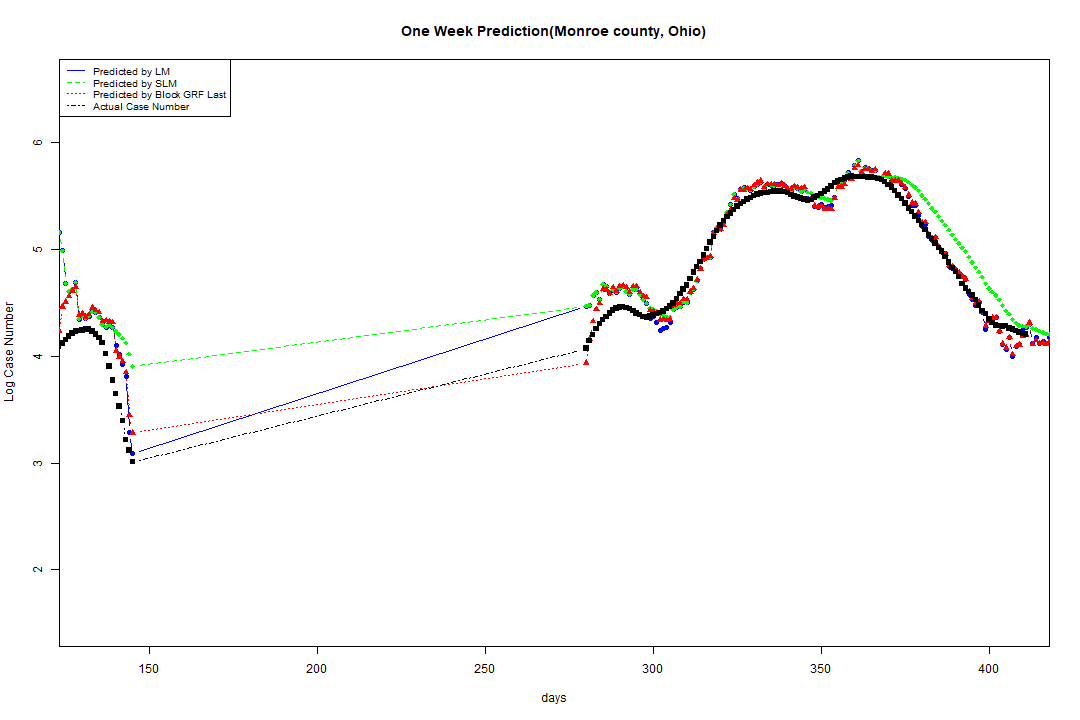 One Week Prediction(Monroe county, Ohio)
Predicted by LM
Predicted by SLM
Predicted by Block GRF Last
Actual Case Number
Log Case Number
6
5
4
3
2
150 200 250 300 350 400
days